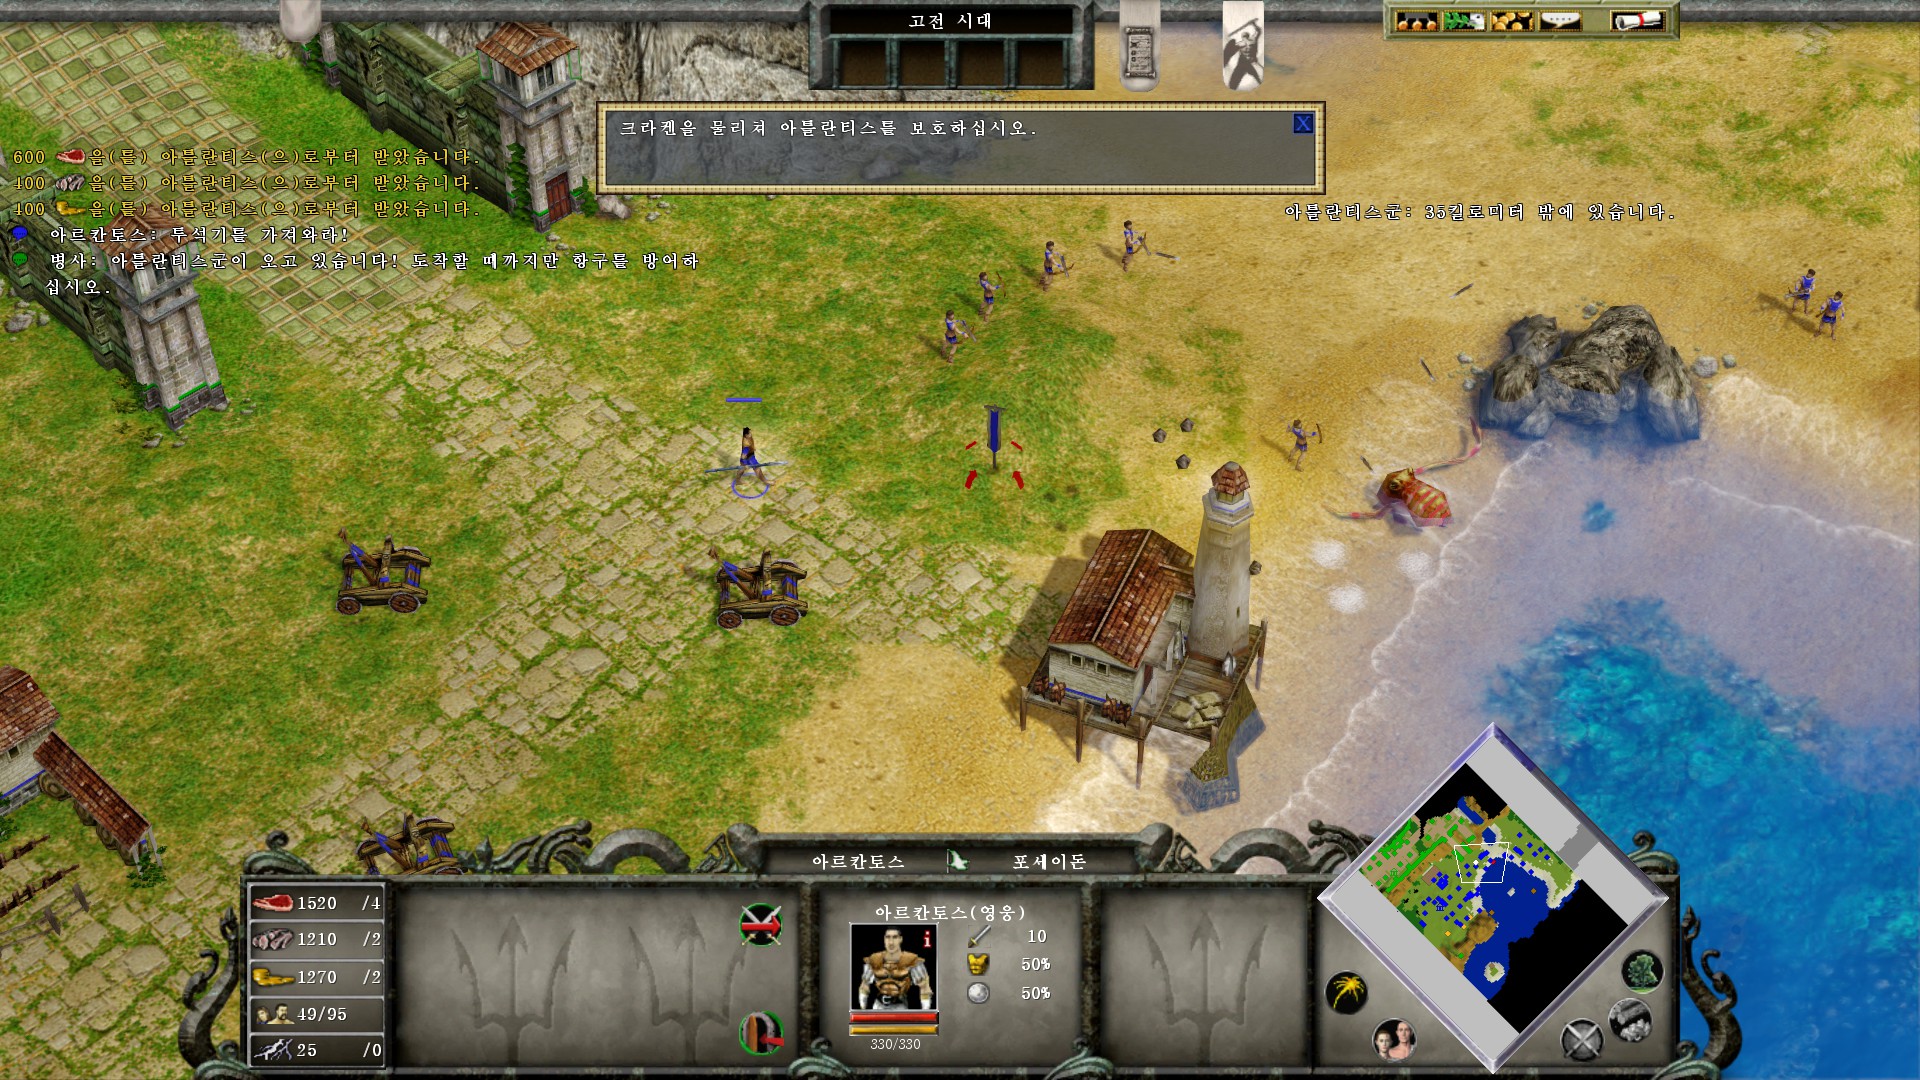 고전 시대
크라켄을 물리쳐 아틀란티스를 보호하십시오.
X
600 을(를) 아틀란티스(으)로부터 받았습니다.
400 을(를) 아틀란티스(으)로부터 받았습니다.
400 을(를) 아틀란티스(으)로부터 받았습니다.
아틀란티스군: 35킬로미터 밖에 있습니다.
아르칸토스: 투석기를 가져와라!
병사: 아틀란티스군이 오고 있습니다! 도착할 때까지만 항구를 방어하
십시오.
아르칸토스 포세이돈
1520 /4
1210 /2
1270 /2
49/95
25 /0
아르칸토스(영웅)
i
10
50%
50%
330/330